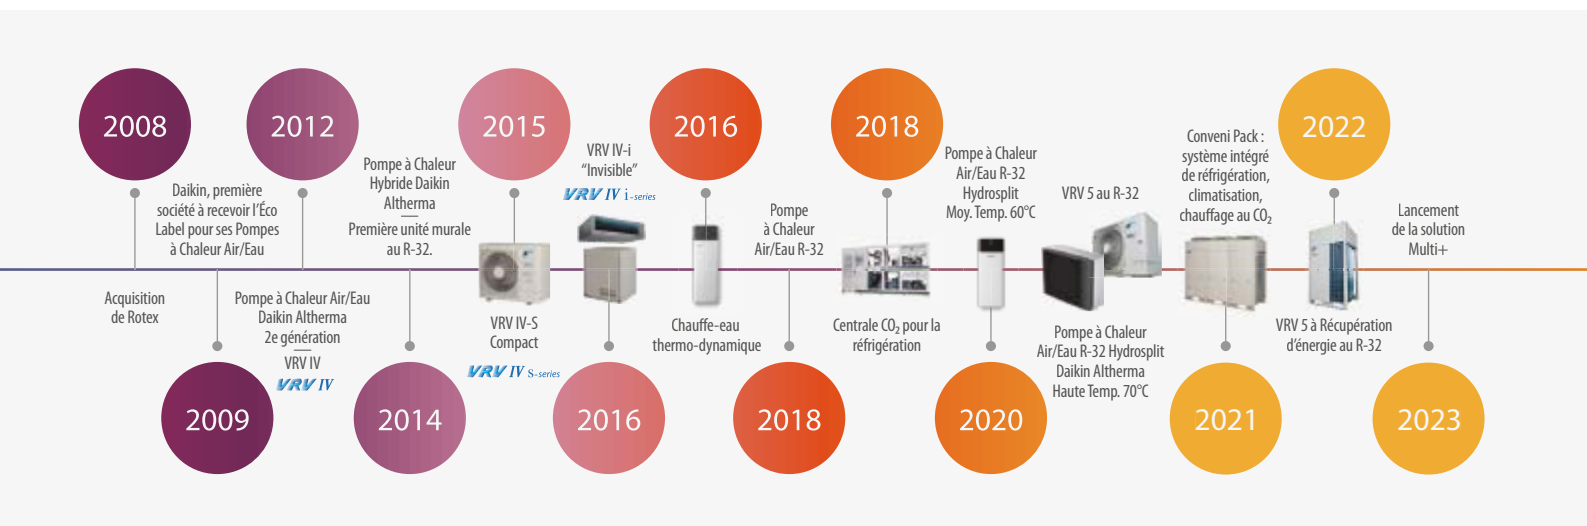 2008
Acquisition
de Rotex
Daikin, première
société à recevoir l'Éco
Label pour ses Pompes
à Chaleur Air/Eau
2009
2012
Pompe à Chaleur Air/Eau
Daikin Altherma
2e génération
VRV IV
VRV IV
Pompe à Chaleur
Hybride Daikin
Altherma
Première unité murale
au R-32.
2014
2015
VRV IV-S
Compact
VRV IV S-series
VRV IV-i
“Invisible”
VRV IV i-series
2016
2016
Chauffe-eau
thermo-dynamique
Pompe
à Chaleur
Air/Eau R-32
2018
2018
Centrale CO₂ pour la
réfrigération
Pompe à Chaleur
Air/Eau R-32
Hydrosplit
Moy. Temp. 60°C
2020
VRV 5 au R-32
Pompe à Chaleur
Air/Eau R-32 Hydrosplit
Daikin Altherma
Haute Temp. 70°C
Conveni Pack :
système intégré
de réfrigération,
climatisation,
chauffage au CO₂
2021
2022
VRV 5 à Récupération
d'énergie au R-32
Lancement
de la solution
Multi+
2023